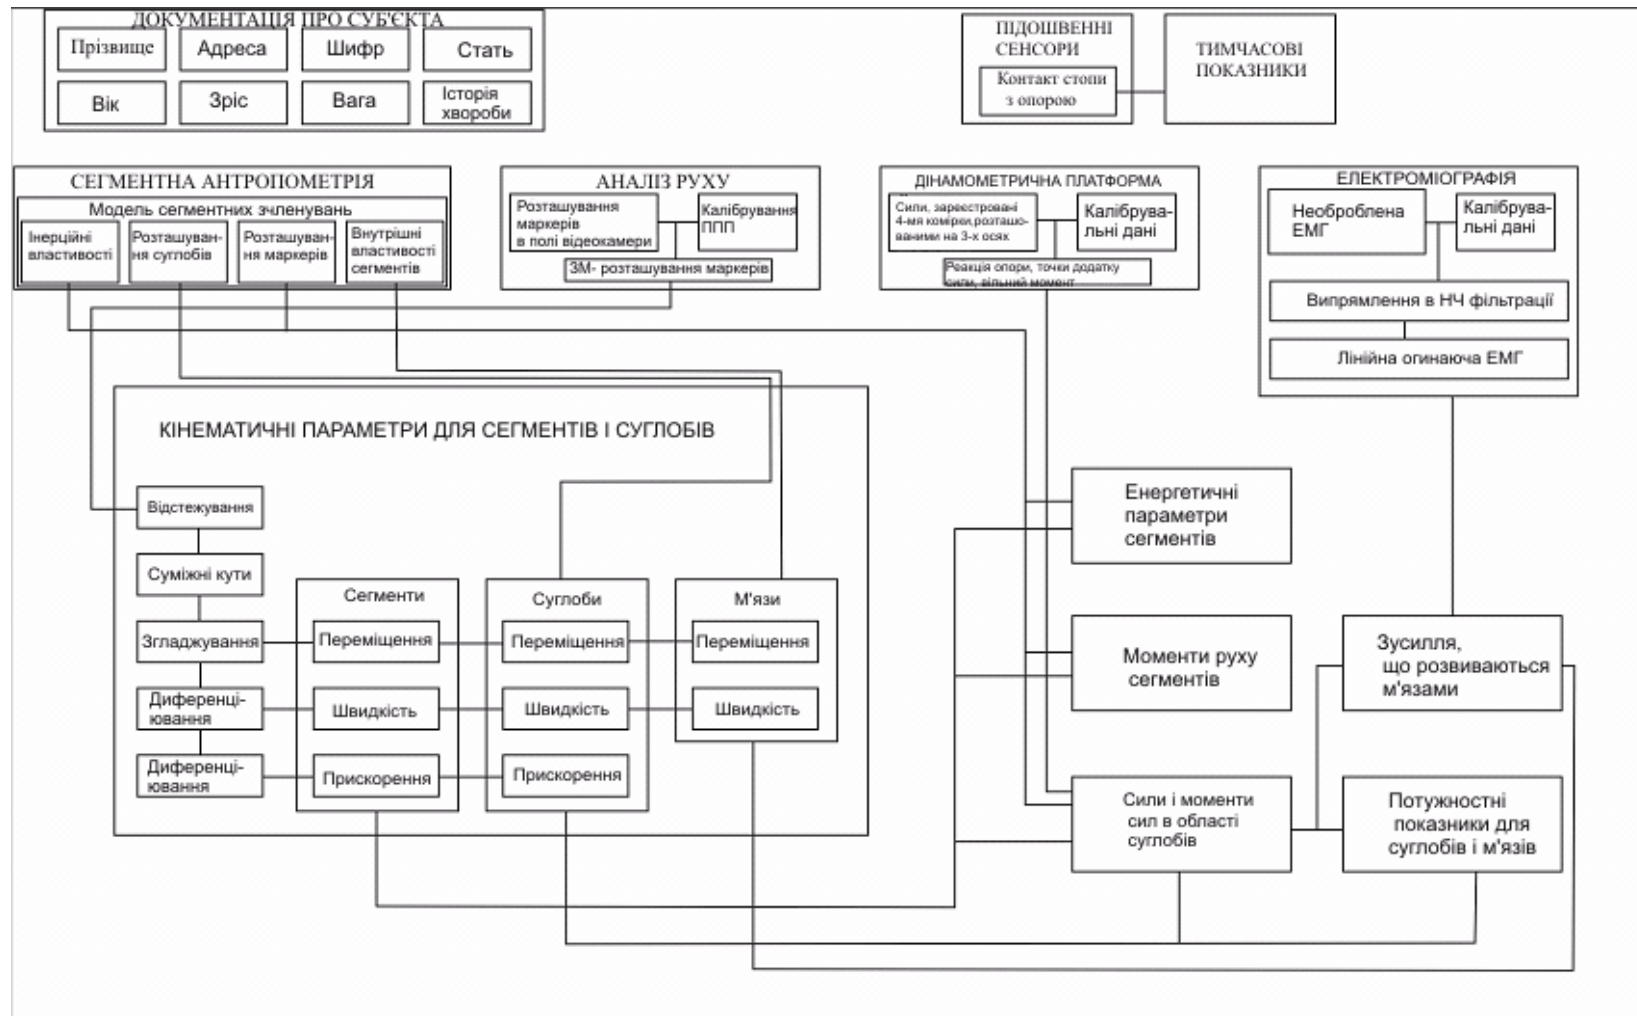 ДОКУМЕНТАЦІЯ ПРО СУБ'ЄКТА
Прізвище
Адреса
Шифр
Стать
Вік
Зріс
Вага
Історія
хвороби
ПІДОШВЕННІ
СЕНСОРИ
Контакт стопи
з опорою
ТИМЧАСОВІ
ПОКАЗНИКИ
СЕГМЕНТНА АНТРОПОМЕТРІЯ
Модель сегментних зчленувань
Інерційні
властивості
Розташуван-
ня суглобів
Розташуван-
ня маркерів
Внутрішні
властивості
сегментів
АНАЛІЗ РУХУ
Розташування
маркерів
в полі відеокамери
Калібрування
ППП
3М- розташування маркерів
ДІНАМОМЕТРИЧНА ПЛАТФОРМА
Сили, зареєстровані
4-мя комірки,розташо-
ваними на 3-х осях
Калібрува-
льні дані
Реакція опори, точки додатку
сили, вільний момент
ЕЛЕКТРОМІОГРАФІЯ
Необроблена
ЕМГ
Калібрува-
льні дані
Випрямлення в НЧ фільтрації
Лінійна огинаюча ЕМГ
КІНЕМАТИЧНІ ПАРАМЕТРИ ДЛЯ СЕГМЕНТІВ І СУГЛОБІВ
Відстежування
Суміжні кути
Згладжування
Диференці-
ювання
Диференці-
ювання
Сегменти
Переміщення
Швидкість
Прискорення
Суглоби
Переміщення
Швидкість
Прискорення
М'язи
Переміщення
Швидкість
Енергетичні
параметри
сегментів
Моменти руху
сегментів
Сили і моменти
сил в області
суглобів
Зусилля,
що розвиваються
м'язами
Потужностні
показники для
суглобів і м'язів